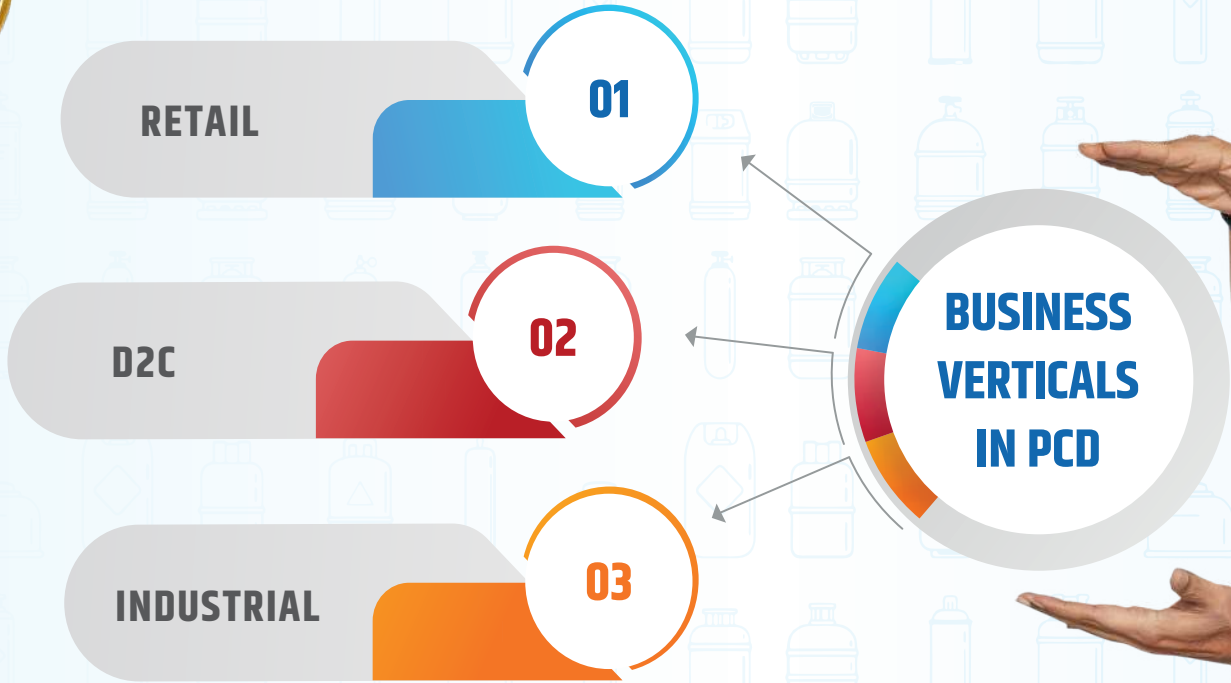 RETAIL
01
D2C
02
INDUSTRIAL
03
BUSINESS
VERTICALS
IN PCD